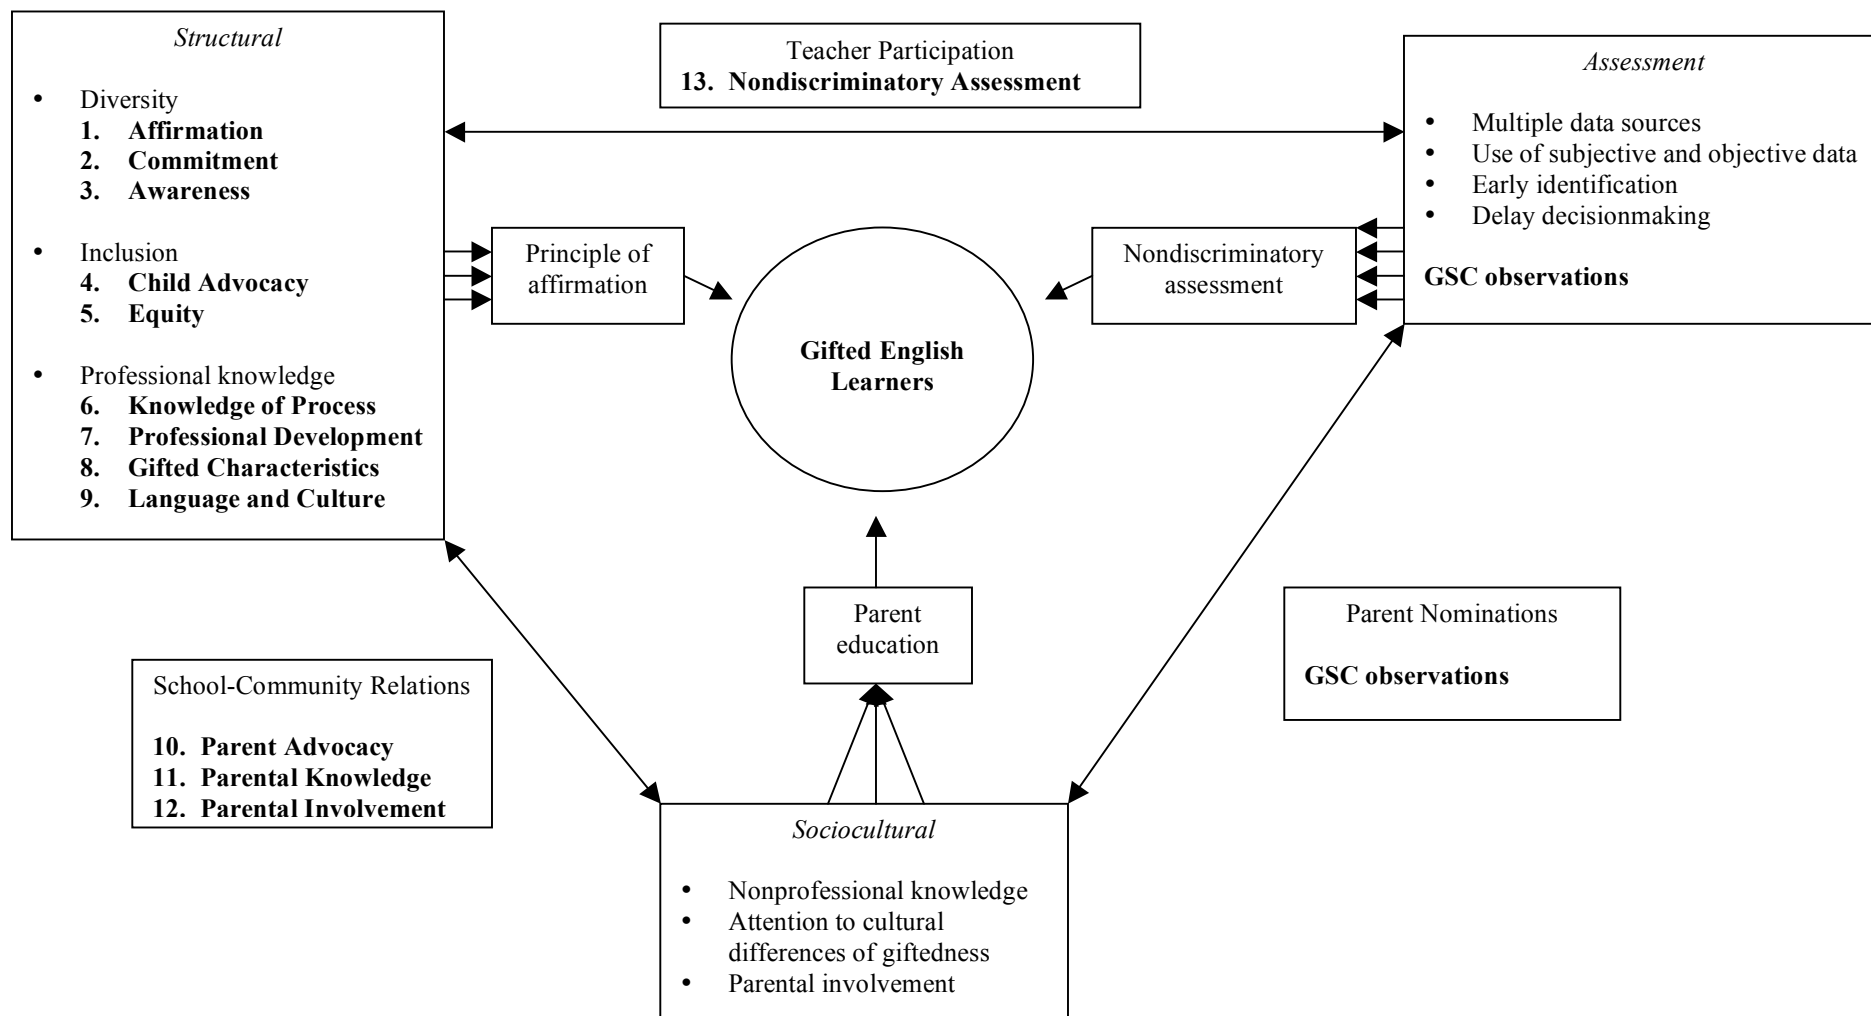 Structural
• Diversity
1. Affirmation
2. Commitment
3. Awareness
• Inclusion
4. Child Advocacy
5. Equity
• Professional knowledge
6. Knowledge of Process
7. Professional Development
8. Gifted Characteristics
9. Language and Culture
Teacher Participation
13. Nondiscriminatory Assessment
Assessment
• Multiple data sources
• Use of subjective and objective data
• Early identification
• Delay decisionmaking
GSC observations
Principle of
affirmation
Nondiscriminatory
assessment
Gifted English
Learners
Parent
education
School-Community Relations
10. Parent Advocacy
11. Parental Knowledge
12. Parental Involvement
Parent Nominations
GSC observations
Sociocultural
• Nonprofessional knowledge
• Attention to cultural
differences of giftedness
• Parental involvement